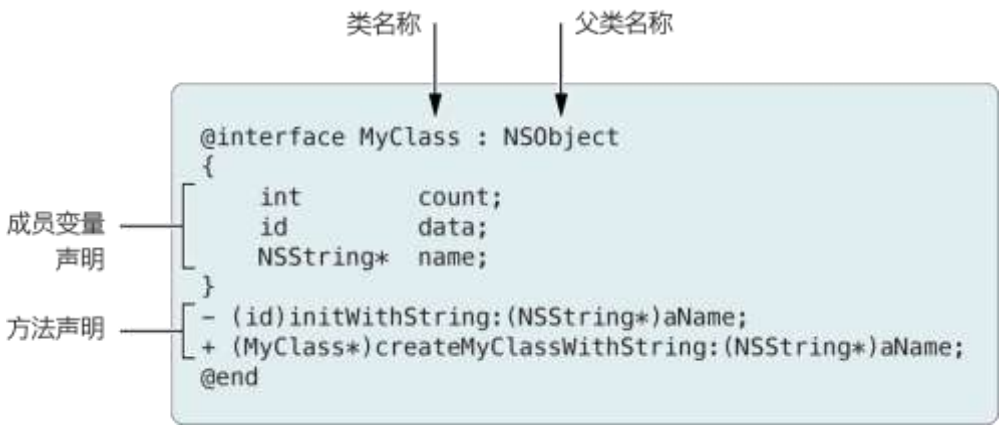 类名称 父类名称
@interface MyClass : NSObject
{
int count;
id data;
NSString* name;
}
成员变量
声明
- (id)initWithString:(NSString*)aName;
+ (MyClass*)createMyClassWithString:(NSString*)aName;
方法声明
@end